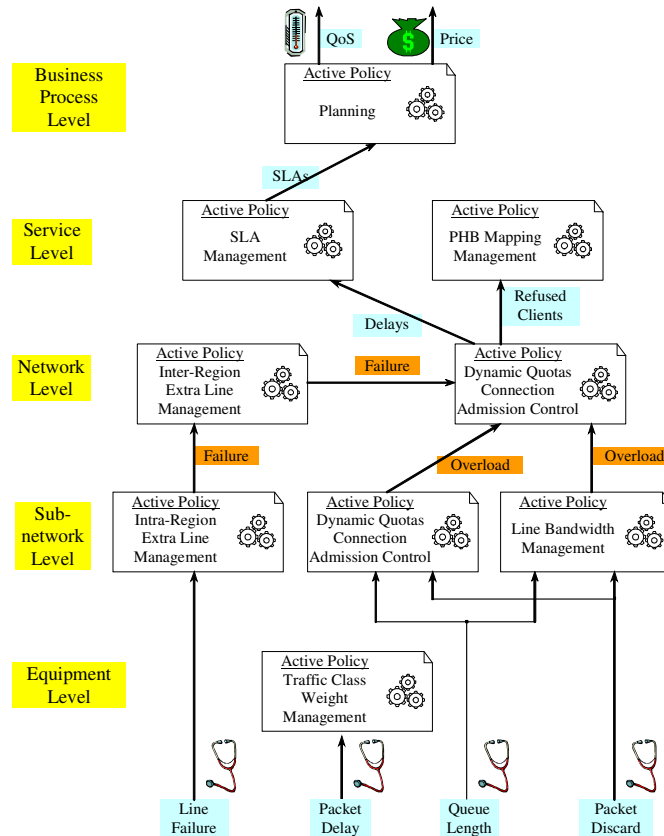 QoS
Price
Business
Process
Level
Active Policy
Planning
SLAs
Service
Level
Active Policy
SLA
Management
Active Policy
PHB Mapping
Management
Delays
Refused
Clients
Network
Level
Active Policy
Inter-Region
Extra Line
Management
Failure
Active Policy
Dynamic Quotas
Connection
Admission Control
Failure
Overload
Overload
Sub-
network
Level
Active Policy
Intra-Region
Extra Line
Management
Active Policy
Dynamic Quotas
Connection
Admission Control
Active Policy
Line Bandwidth
Management
Equipment
Level
Active Policy
Traffic Class
Weight
Management
Line
Failure
Packet
Delay
Queue
Length
Packet
Discard